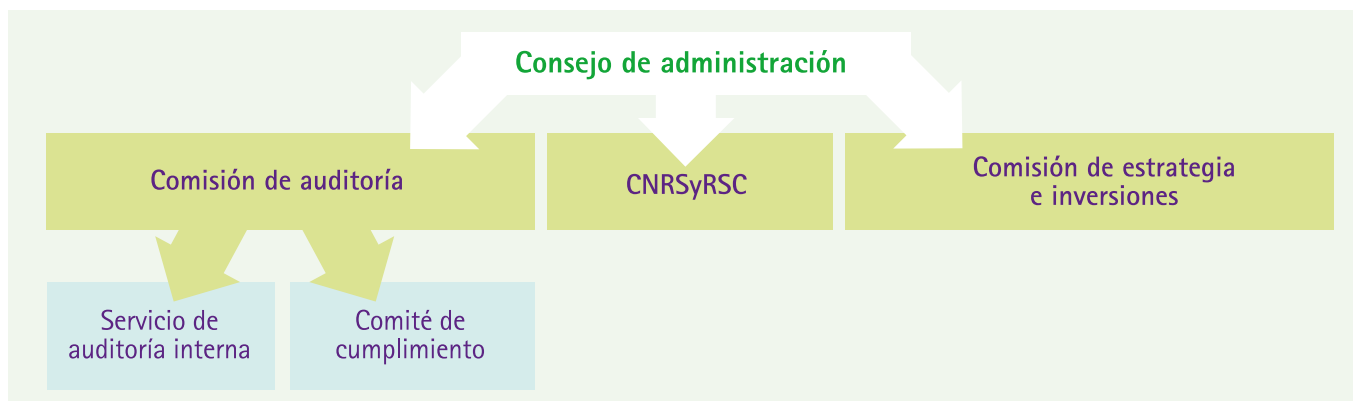 Consejo de administración
Comisión de auditoría
CNRSyRSC
Comisión de estrategia
e inversiones
Servicio de
auditoría interna
Comité de
cumplimiento